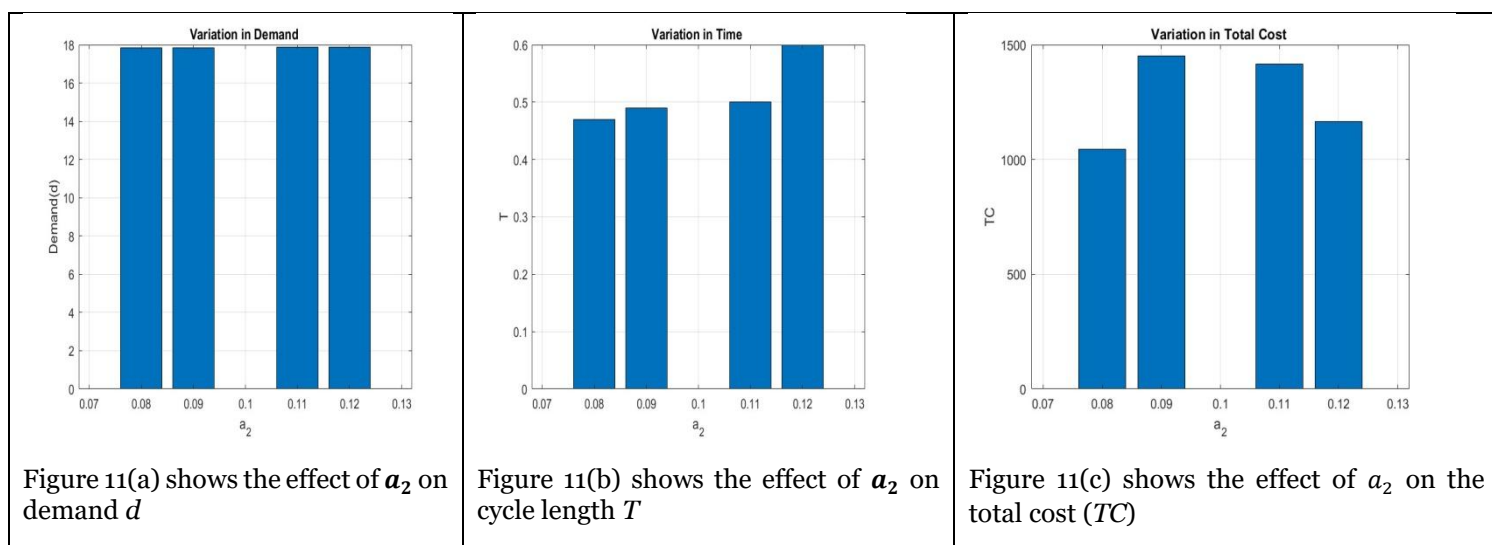 Variation in Demand
18
16
14
12
10
8
6
4
2
0
Demand(d)
0.07 0.08 0.09 0.1 0.11 0.12 0.13
a2
Figure 11(a) shows the effect of a2 on
demand d
Variation in Time
0.6
0.5
0.4
0.3
0.2
0.1
0
T
0.07 0.08 0.09 0.1 0.11 0.12 0.13
a2
Figure 11(b) shows the effect of a2 on
cycle length T
Variation in Total Cost
1500
1000
500
0
TC
0.07 0.08 0.09 0.1 0.11 0.12 0.13
a2
Figure 11(c) shows the effect of a2 on the
total cost (TC)